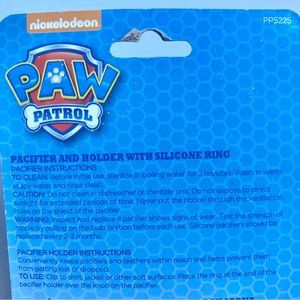 nickelodeon
PP5225
PAW
PATROL
PACIFIER AND HOLDER WITH SILICONE RING
PACIFIER INSTRUCTIONS
TO CLEAN: Before initial use, sterilize in boiling water for 2 minutes. Wash in warm,
soapy water and rinse clean.
CAUTION: Do not clean in dishwasher or sterilizer unit. Do not expose to direct
sunlight for extended periods of time. Never put the ribbon through the ventilation
holes on the shield of the pacifier.
WARNING: Inspect and replace if pacifier shows signs of wear. Test the strength of
nipple by pulling on the bulb portion before each use. Silicone pacifiers should be
replaced every 2-3 months.
PACIFIER HOLDER INSTRUCTIONS
Conveniently keep pacifiers and teethers within reach and helps prevent them
from getting lost or dropped.
TO USE: Clip to shirt, jacket or other soft surfaces. Place the ring at the end of the
pacifier holder over the knob on the pacifier.